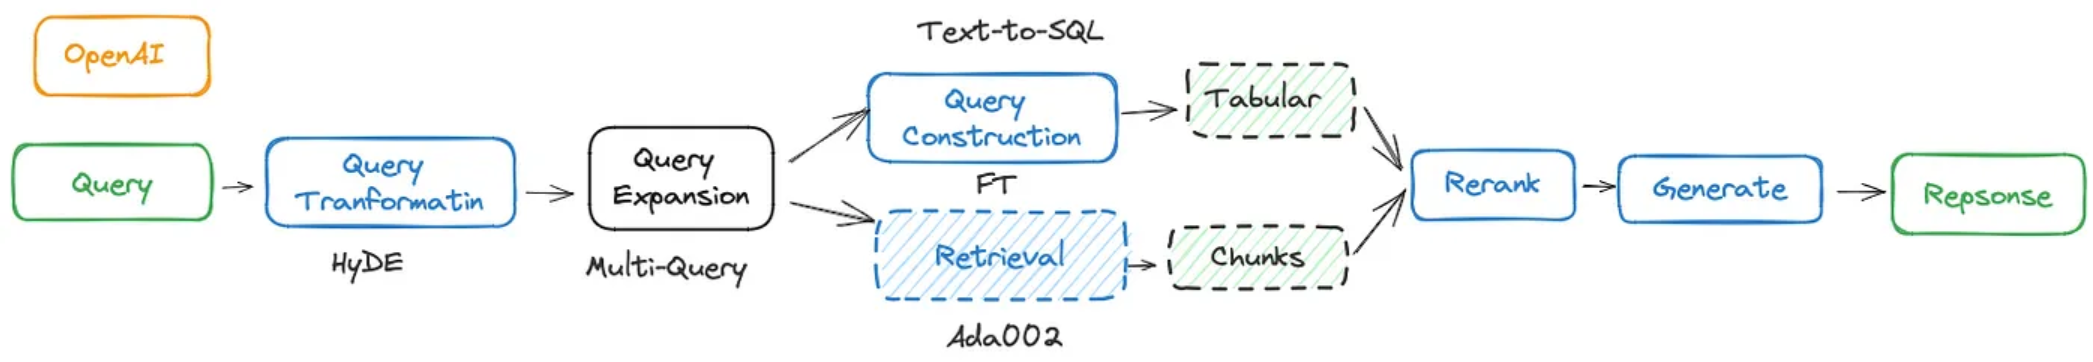 OpenAI
Query
Query
Tranformatin
HyDE
Query
Expansion
Multi-Query
Text-to-SQL
Query
Construction
FT
Retrieval
Ada002
Tabular
Chunks
Rerank
Generate
Repsonse